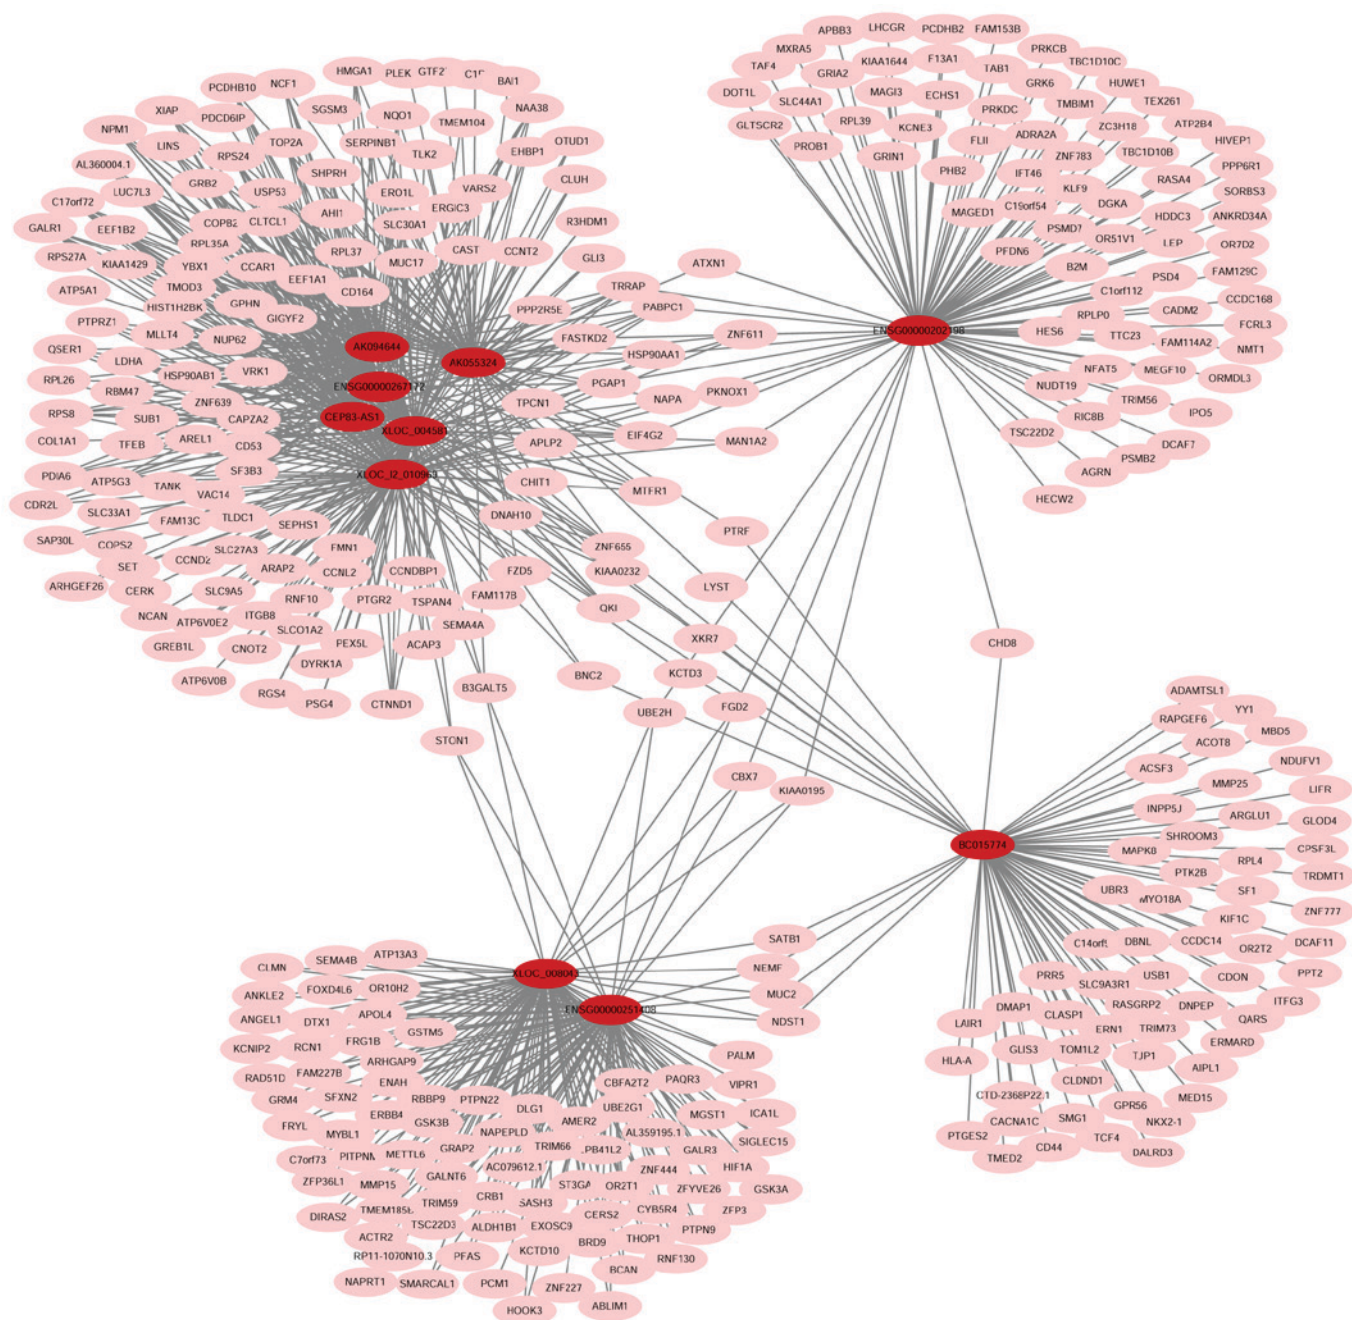 APBB3
LHCGR
PCDHB2
FAM153B
MXRA5
KIAA1644
F13A1
PRKCB
TBC1D10C
TAF4
GRIA2
TAB1
HUWE1
DOT1L
SLC44A1
MAGI3
ECHS1
GRK6
TMBIM1
TEX261
GLTSCR2
RPL39
KCNE3
PRKDC
ZC3H18
ATP2B4
PROB1
GRIN1
FLII
ADRA2A
TBC1D10B
HIVEP1
PHB2
ZNF783
IFT46
RASA4
PPP6R1
KLF9
SORBS3
MAGED1
C19orf54
DGKA
HDDC3
ANKRD34A
PSMD7
OR51V1
LEP
OR7D2
PFDN6
B2M
PSD4
FAM129C
C1orf112
CADM2
CCDC168
RPLP0
HES6
TTC23
FCRL3
FAM114A2
NMT1
NFAT5
MEGF10
ORMDL3
NUDT19
TRIM56
IPO5
RIC8B
TSC22D2
DCAF7
PSMB2
AGRN
HECW2
ENSG00000202198
HMGA1
PLEK
BAI1
NCF1
PCDHB10
SGSM3
NQO1
NAA38
XIAP
PDCD6IP
TMEM104
NPM1
LINS
TOP2A
SERPINB1
TLK2
EHBP1
OTUD1
RPS24
SHPRH
AL360004.1
LUC7L3
GRB2
USP53
ERO1L
VARS2
CLUH
C17orf72
COPB2
CLTCL1
AHI1
ERGIC3
SLC30A1
R3HDM1
GALR1
EEF1B2
RPL35A
RPL37
CAST
CCNT2
RPS27A
KIAA1429
YBX1
CCAR1
MUC17
GLI3
ATP5A1
TMOD3
EEF1A1
CD164
HIST1H2BK
GPHN
PTPRZ1
MLLT4
GIGYF2
NUP62
QSER1
LDHA
HSP90AB1
VRK1
RPL26
RBM47
ZNF639
RPS8
SUB1
CAPZA2
COL1A1
TFEB
AREL1
CD53
PDIA6
ATP5G3
TANK
SF3B3
VAC14
CDR2L
SLC33A1
FAM13C
TLDC1
SEPHS1
SAP30L
COPS2
SET
CCND2
SLC27A3
FMN1
ARHGEF26
CERK
ARAP2
CCNL2
CCNDBP1
SLC9A5
RNF10
PTGR2
TSPAN4
NCAN
ATP6V0E2
ITGB8
SLCO1A2
SEMA4A
GREB1L
CNOT2
PEX5L
ACAP3
DYRK1A
ATP6V0B
RGS4
PSG4
CTNND1
AK094644
AK055324
CEP83-AS1
ATXN1
TRRAP
PPP2R5E
PABPC1
ZNF611
FASTKD2
HSP90AA1
PGAP1
NAPA
PKNOX1
TPCN1
EIF4G2
MAN1A2
APLP2
CHIT1
MTFR1
DNAH10
PTRF
ZNF655
FZD5
KIAA0232
LYST
FAM117B
QKI
XKR7
CHD8
BNC2
KCTD3
B3GALT5
UBE2H
FGD2
STON1
CBX7
KIAA0195
SATB1
NEMF
MUC2
NDST1
ADAMTSL1
RAPGEF6
YY1
MBD5
ACOT8
ACSF3
NDUFV1
MMP25
LIFR
INPP5J
ARGLU1
GLOD4
SHROOM3
MAPK8
CPSF3L
RPL4
PTK2B
TRDMT1
UBR3
MYO18A
SF1
ZNF777
KIF1C
DBNL
CCDC14
OR2T2
DCAF11
PRR5
USB1
CDON
PPT2
SLC9A3R1
RASGRP2
DNPEP
ITFG3
DMAP1
CLASP1
LAIR1
ERN1
TRIM73
QARS
ERMARD
HLA-A
GLIS3
TOM1L2
TJP1
AIPL1
CLDND1
CTD-2368P22.1
GPR56
MED15
CACNA1C
SMG1
NKX2-1
PTGES2
CD44
TCF4
DALRD3
TMED2
BC015774
CLMN
SEMA4B
ATP13A3
ANKLE2
FOXD4L6
OR10H2
ANGEL1
DTX1
APOL4
GSTM5
KCNIP2
RCN1
FRG1B
ARHGAP9
RAD51D
FAM227B
ENAH
GRM4
SFXN2
RBBP9
PTPN22
ERBB4
DLG1
FRYL
MYBL1
GSK3B
NAPEPLD
C7orf73
METTL6
GRAP2
TRIM66
AC079612.1
ZFP36L1
MMP15
GALNT6
CRB1
DIRAS2
TRIM59
SASH3
TSC22D3
ALDH1B1
EXOSC9
ACTR2
RP11-1070N10.3
PFAS
KCTD10
NAPRT1
SMARCAL1
PCM1
ZNF227
HOOK3
ABLIM1
BCAN
BRD9
CERS2
THOP1
RNF130
PTPN9
CYB5R4
OR2T1
ZFYVE26
ZFP3
ZNF444
GSK3A
HIF1A
GALR3
AL359195.1
SIGLEC15
AMER2
UBE2G1
MGST1
ICA1L
CBFA2T2
PAQR3
VIPR1
PALM